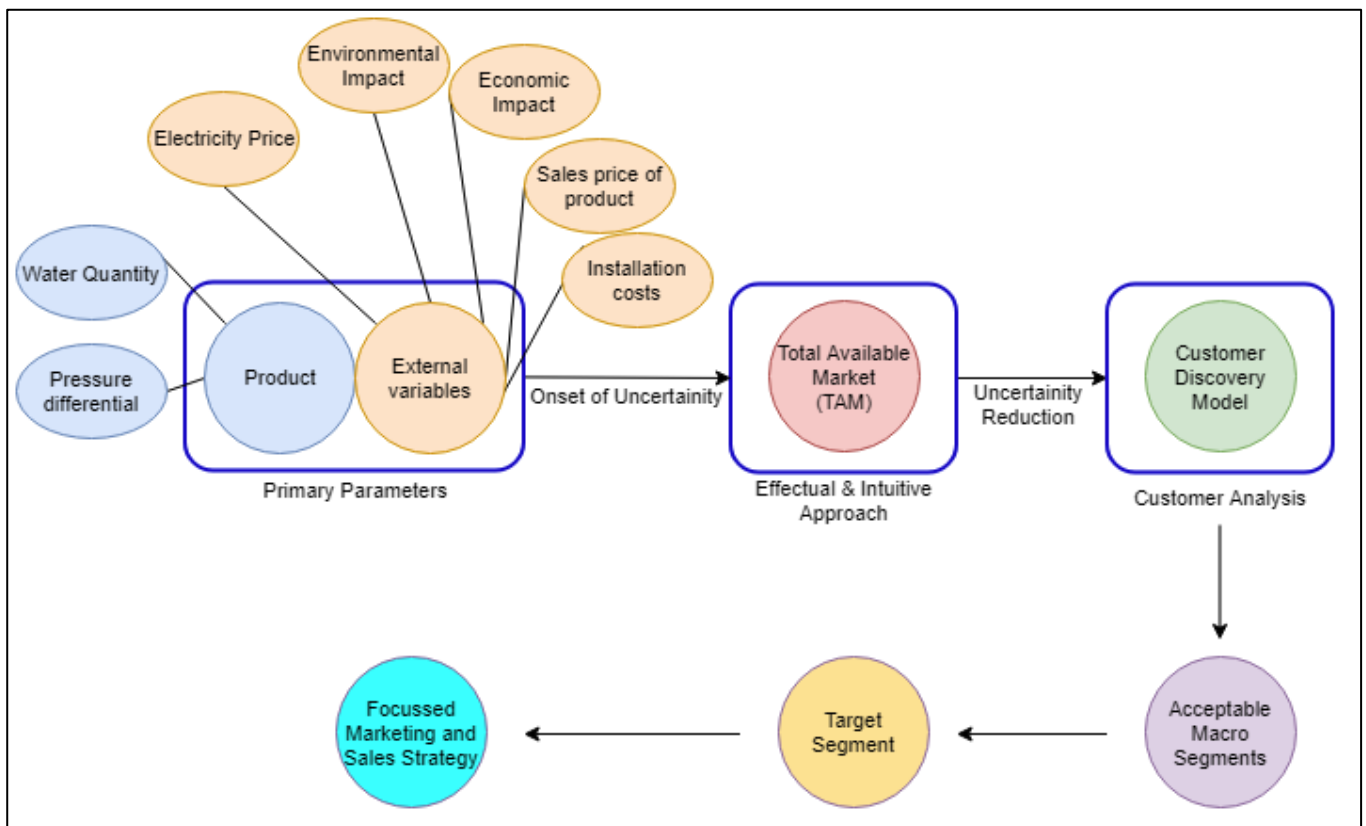 Environmental
Impact
Economic
Impact
Electricity Price
Sales price of
product
Water Quantity
Installation
costs
Pressure
differential
Product
External
variables
Onset of Uncertainity
Total Available
Market
(TAM)
Uncertainity
Reduction
Customer
Discovery
Model
Primary Parameters
Effectual & Intuitive
Approach
Customer Analysis
Focussed
Marketing and
Sales Strategy
Target
Segment
Acceptable
Macro
Segments